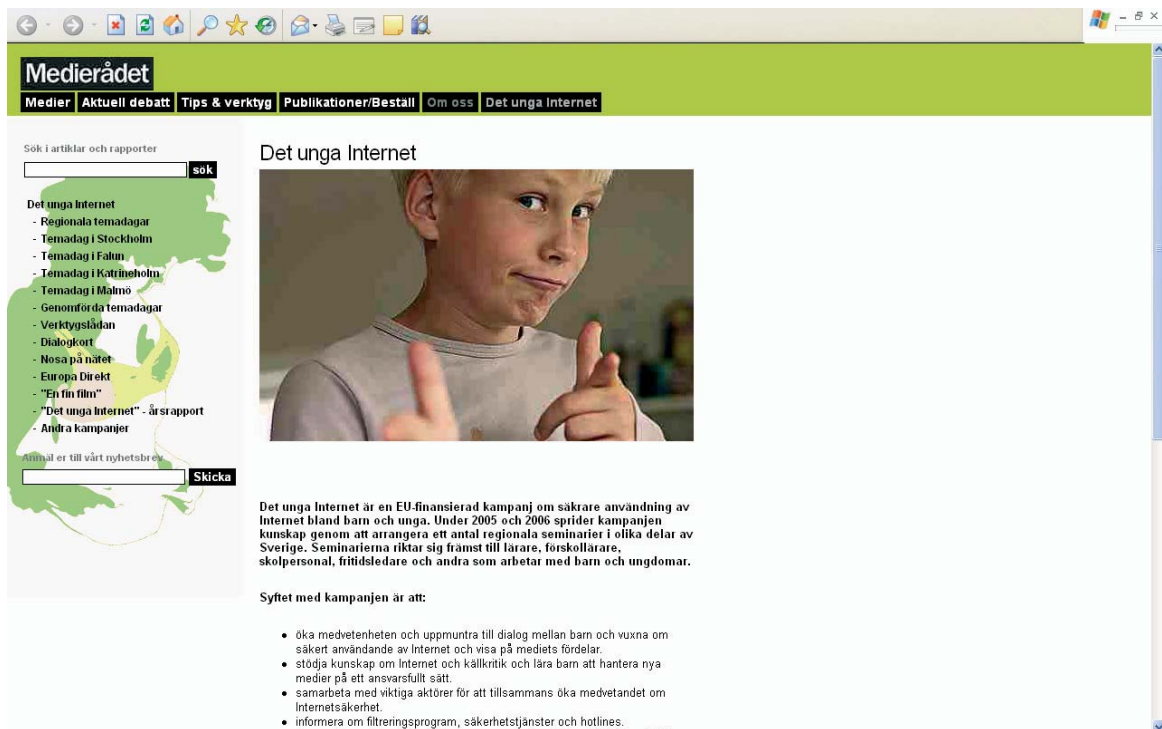 Medierådet
Medier Aktuell debatt Tips & verktyg Publikationer/Beställ Om oss Det unga Internet
Sök i artiklar och rapporter
sök
Det unga Internet
- Regionala temadagar
- Temadag i Stockholm
- Temadag i Falun
- Temadag i Katrineholm
- Temadag i Malmö
- Genomförda temadagar
- Verktygslådan
- Dialogkort
- Nosa på nätet
- Europa Direkt
- "En fin film"
- "Det unga Internet" - årsrapport
- Andra kampanjer
Anmäl er till vårt nyhetsbrev
Skicka
Det unga Internet
Det unga Internet är en EU-finansierad kampanj om säkrare användning av
Internet bland barn och unga. Under 2005 och 2006 sprider kampanjen
kunskap genom att arrangera ett antal regionala seminarier i olika delar av
Sverige. Seminarierna riktar sig främst till lärare, förskollärare,
skolpersonal, fritidsledare och andra som arbetar med barn och ungdomar.
Syftet med kampanjen är att:
• öka medvetenheten och uppmuntra till dialog mellan barn och vuxna om
säkert användande av Internet och visa på mediets fördelar.
• stödja kunskap om Internet och källkritik och lära barn att hantera nya
medier på ett ansvarsfullt sätt.
• samarbeta med viktiga aktörer för att tillsammans öka medvetandet om
Internetsäkerhet.
• informera om filtreringsprogram, säkerhetstjänster och hotlines.